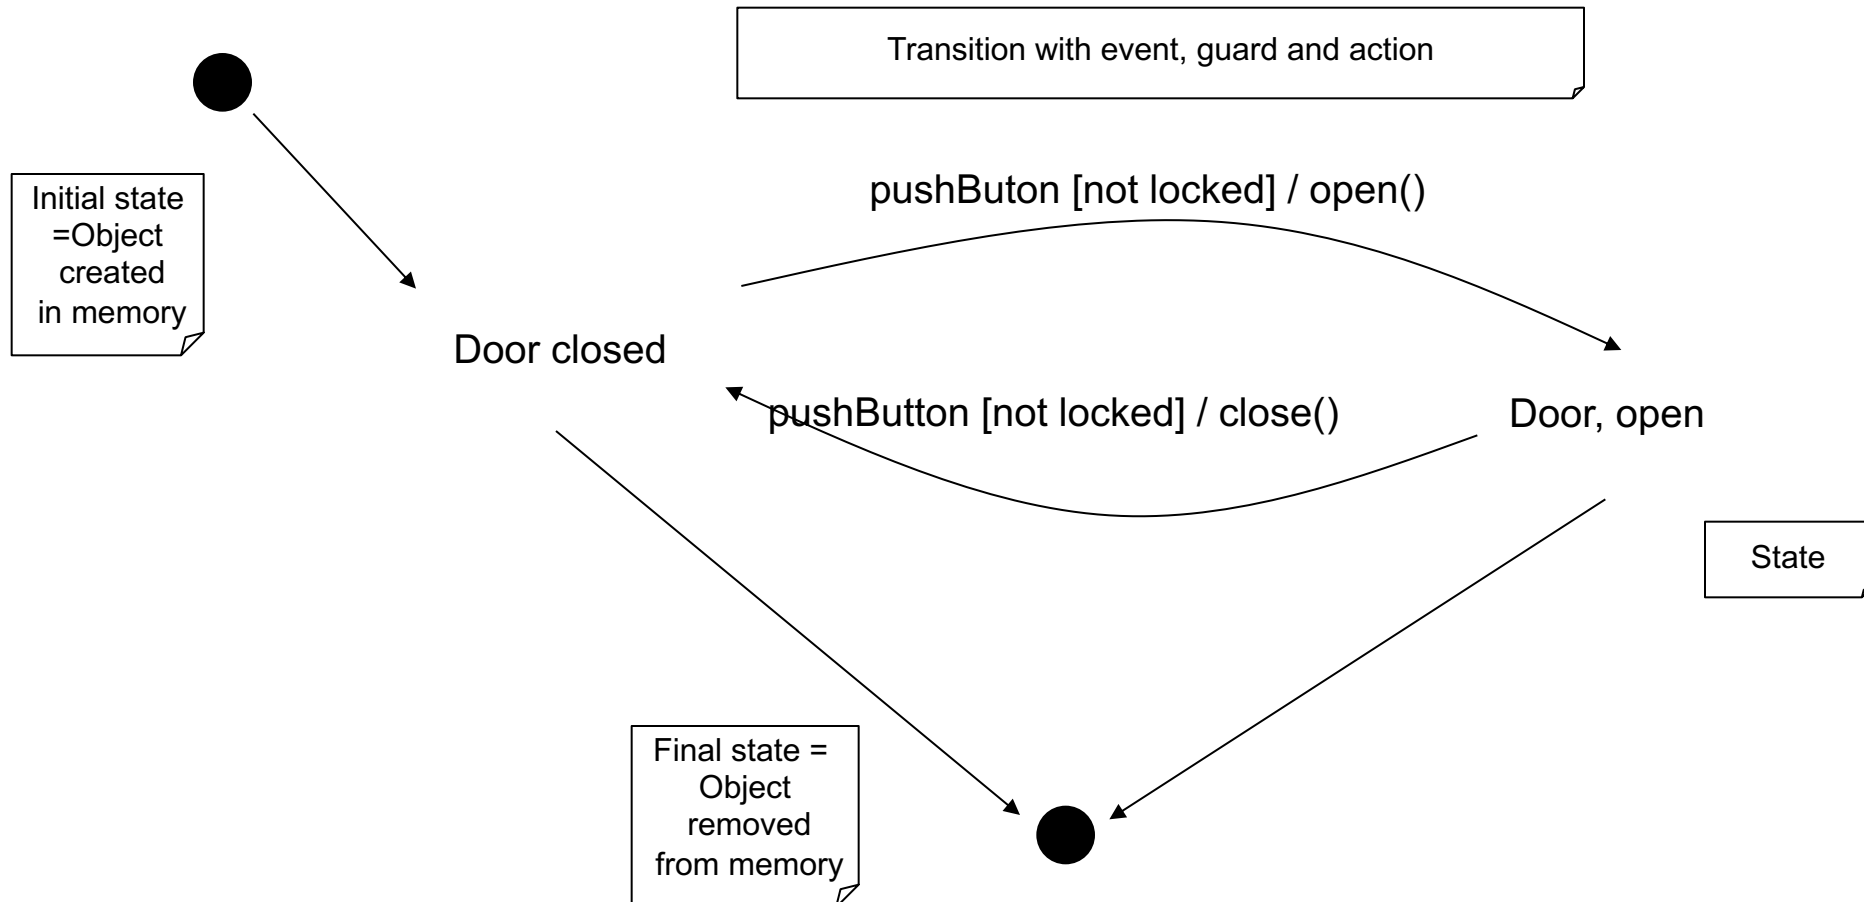 Transition with event, guard and action
Initial state
=Object
created
in memory
pushButon [not locked] / open()
Door closed
pushButton [not locked] / close()
Door, open
State
Final state =
Object
removed
from memory